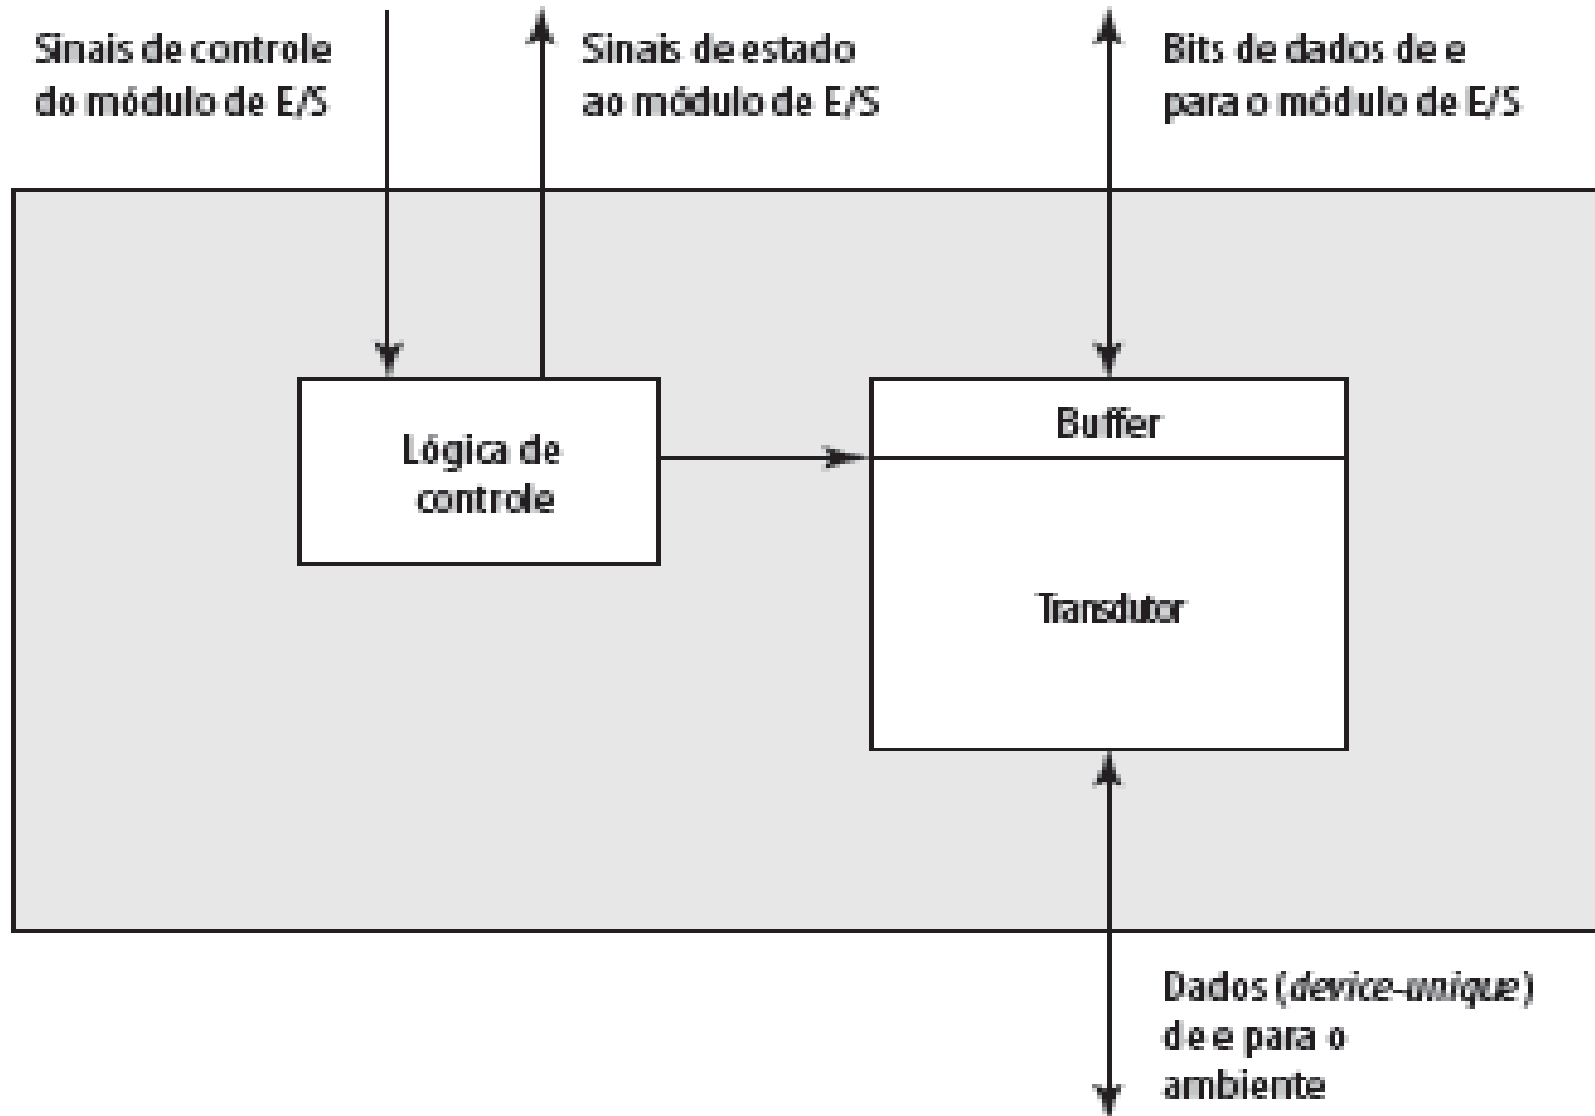 Sinais de controle
do módulo de E/S
Sinais de estado
ao módulo de E/S
Bits de dados de e
para o módulo de E/S
Lógica de
controle
Buffer
Transdutor
Dados (device-unique)
de e para o
ambiente